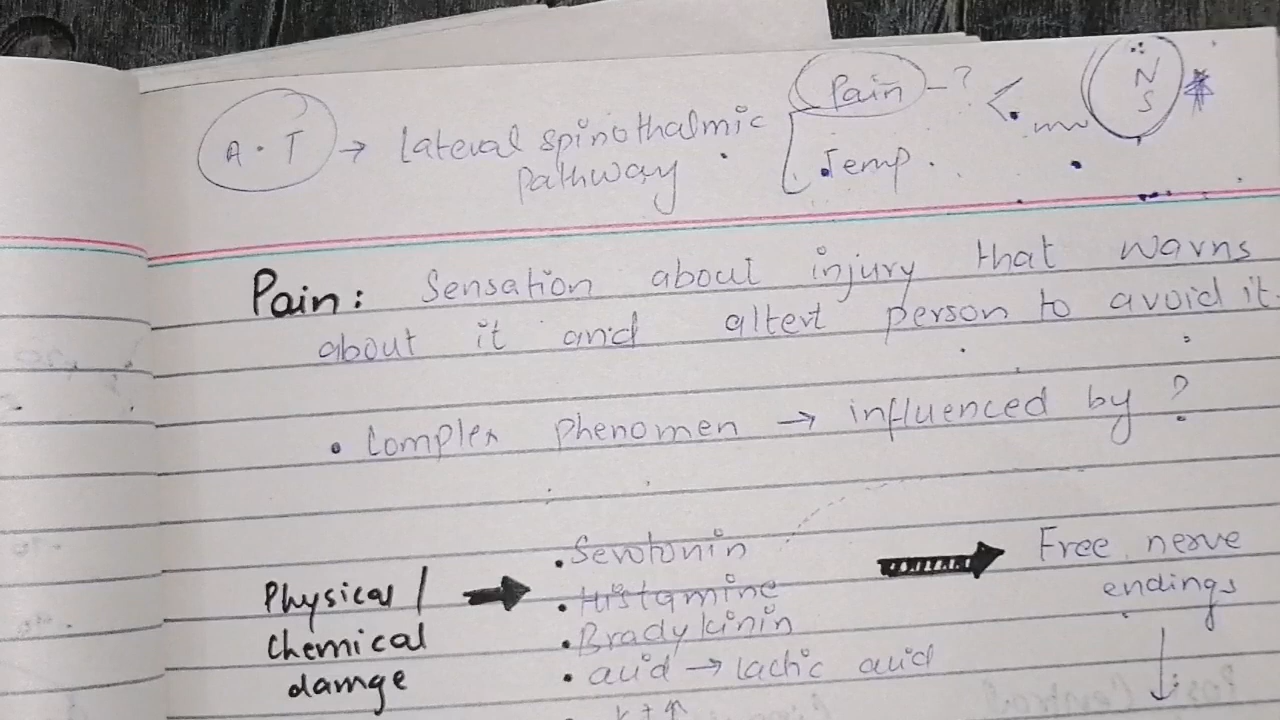 A . T → Lateral spinothalmic pathway
Pain - ?
Temp.
N
S
Pain: Sensation about injury that warns
about it and altert person to avoid it.
• Complex phenomen → influenced by ?
Physical /
chemical
damge
• Serotonin
• Histamine
• Bradykinin
• acid → lactic acid
K+ ↑
Free nerve
endings